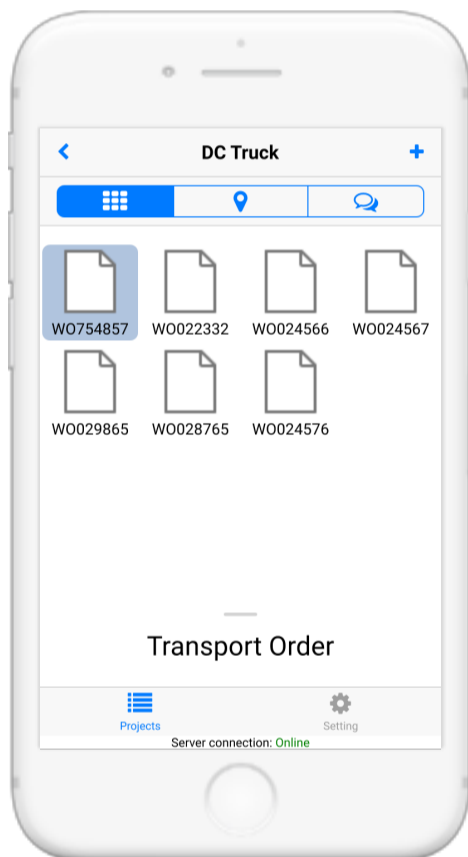 DC Truck
WO754857 WO022332 WO024566 WO024567
WO029865 WO028765 WO024576
Transport Order
Projects Setting
Server connection: Online